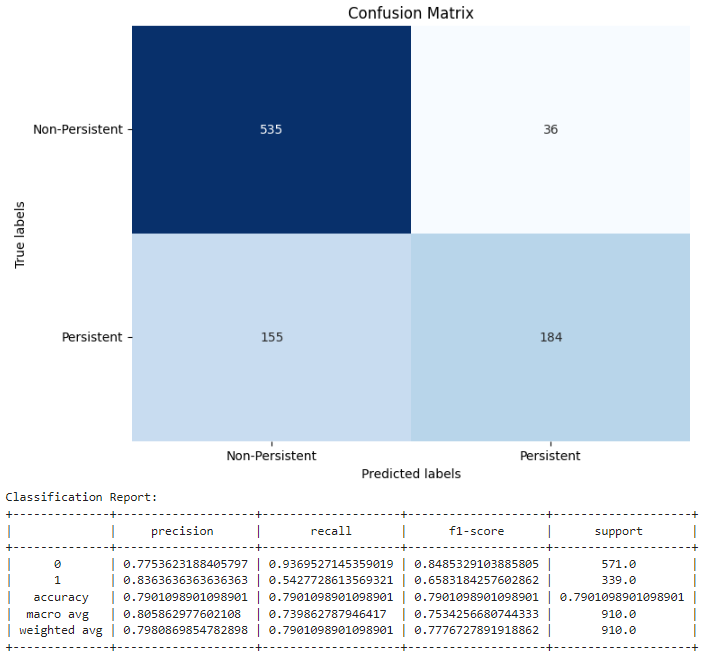 Confusion Matrix
Non-Persistent 535 36
True labels
Persistent 155 184
Non-Persistent Persistent
Predicted labels
Classification Report:
+-------------+--------------------+--------------------+--------------------+--------------------+
|             |     precision      |       recall       |      f1-score      |      support       |
+-------------+--------------------+--------------------+--------------------+--------------------+
|      0      | 0.7753623188405797 | 0.9369527145359019 | 0.8485329103885805 |       571.0        |
|      1      | 0.8363636363636363 | 0.5427728613569321 | 0.6583184257602862 |       339.0        |
|   accuracy  | 0.7901098901098901 | 0.7901098901098901 | 0.7901098901098901 | 0.7901098901098901 |
|  macro avg  | 0.805862977602108  | 0.739862787946417  | 0.7534256680744333 |       910.0        |
| weighted avg | 0.7980869854782898 | 0.7901098901098901 | 0.7776727891918862 |       910.0        |
+-------------+--------------------+--------------------+--------------------+--------------------+